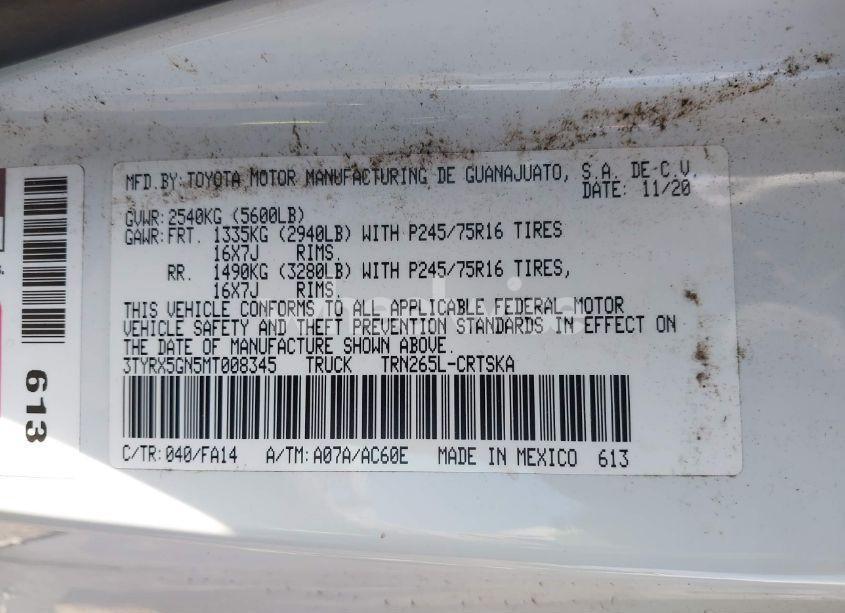 MFD.BY:TOYOTA MOTOR MANUFACTURING DE GUANAJUATO, S.A. DE C.V.
DATE: 11/20
GVWR:2540KG (5600LB)
GAWR:FRT. 1335KG (2940LB) WITH P245/75R16 TIRES
16X7J RIMS.
RR. 1490KG (3280LB) WITH P245/75R16 TIRES,
16X7J RIMS.
THIS VEHICLE CONFORMS TO ALL APPLICABLE FEDERAL MOTOR
VEHICLE SAFETY AND THEFT PREVENTION STANDARDS IN EFFECT ON
THE DATE OF MANUFACTURE SHOWN ABOVE.
3TYRX5GN5MT008345 TRUCK TRN265L-CRTSKA
C/TR:040/FA14 A/TM:A07A/AC60E MADE IN MEXICO 613
613